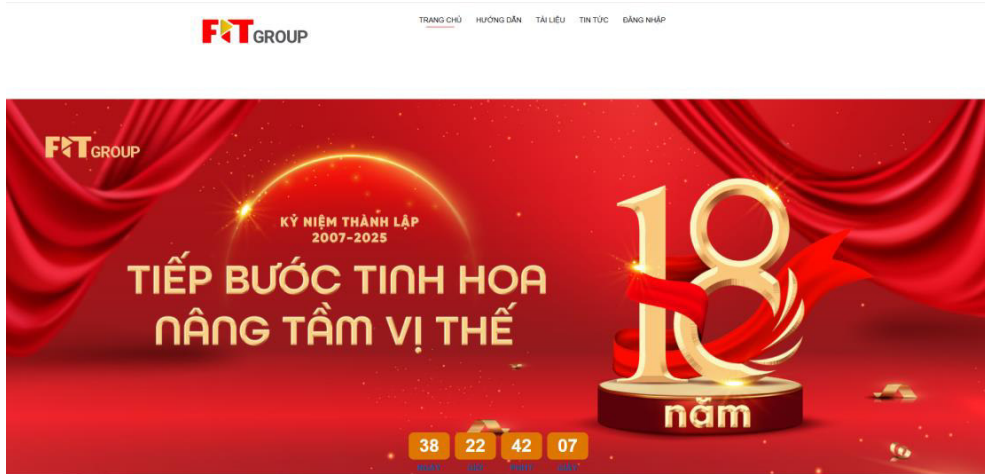 FIT GROUP
TRANG CHỦ HƯỚNG DẪN TÀI LIỆU TIN TỨC ĐĂNG NHẬP
FIT GROUP
KỶ NIỆM THÀNH LẬP
2007-2025
TIẾP BƯỚC TINH HOA
NÂNG TẦM VỊ THẾ
18
năm
38 22 42 07